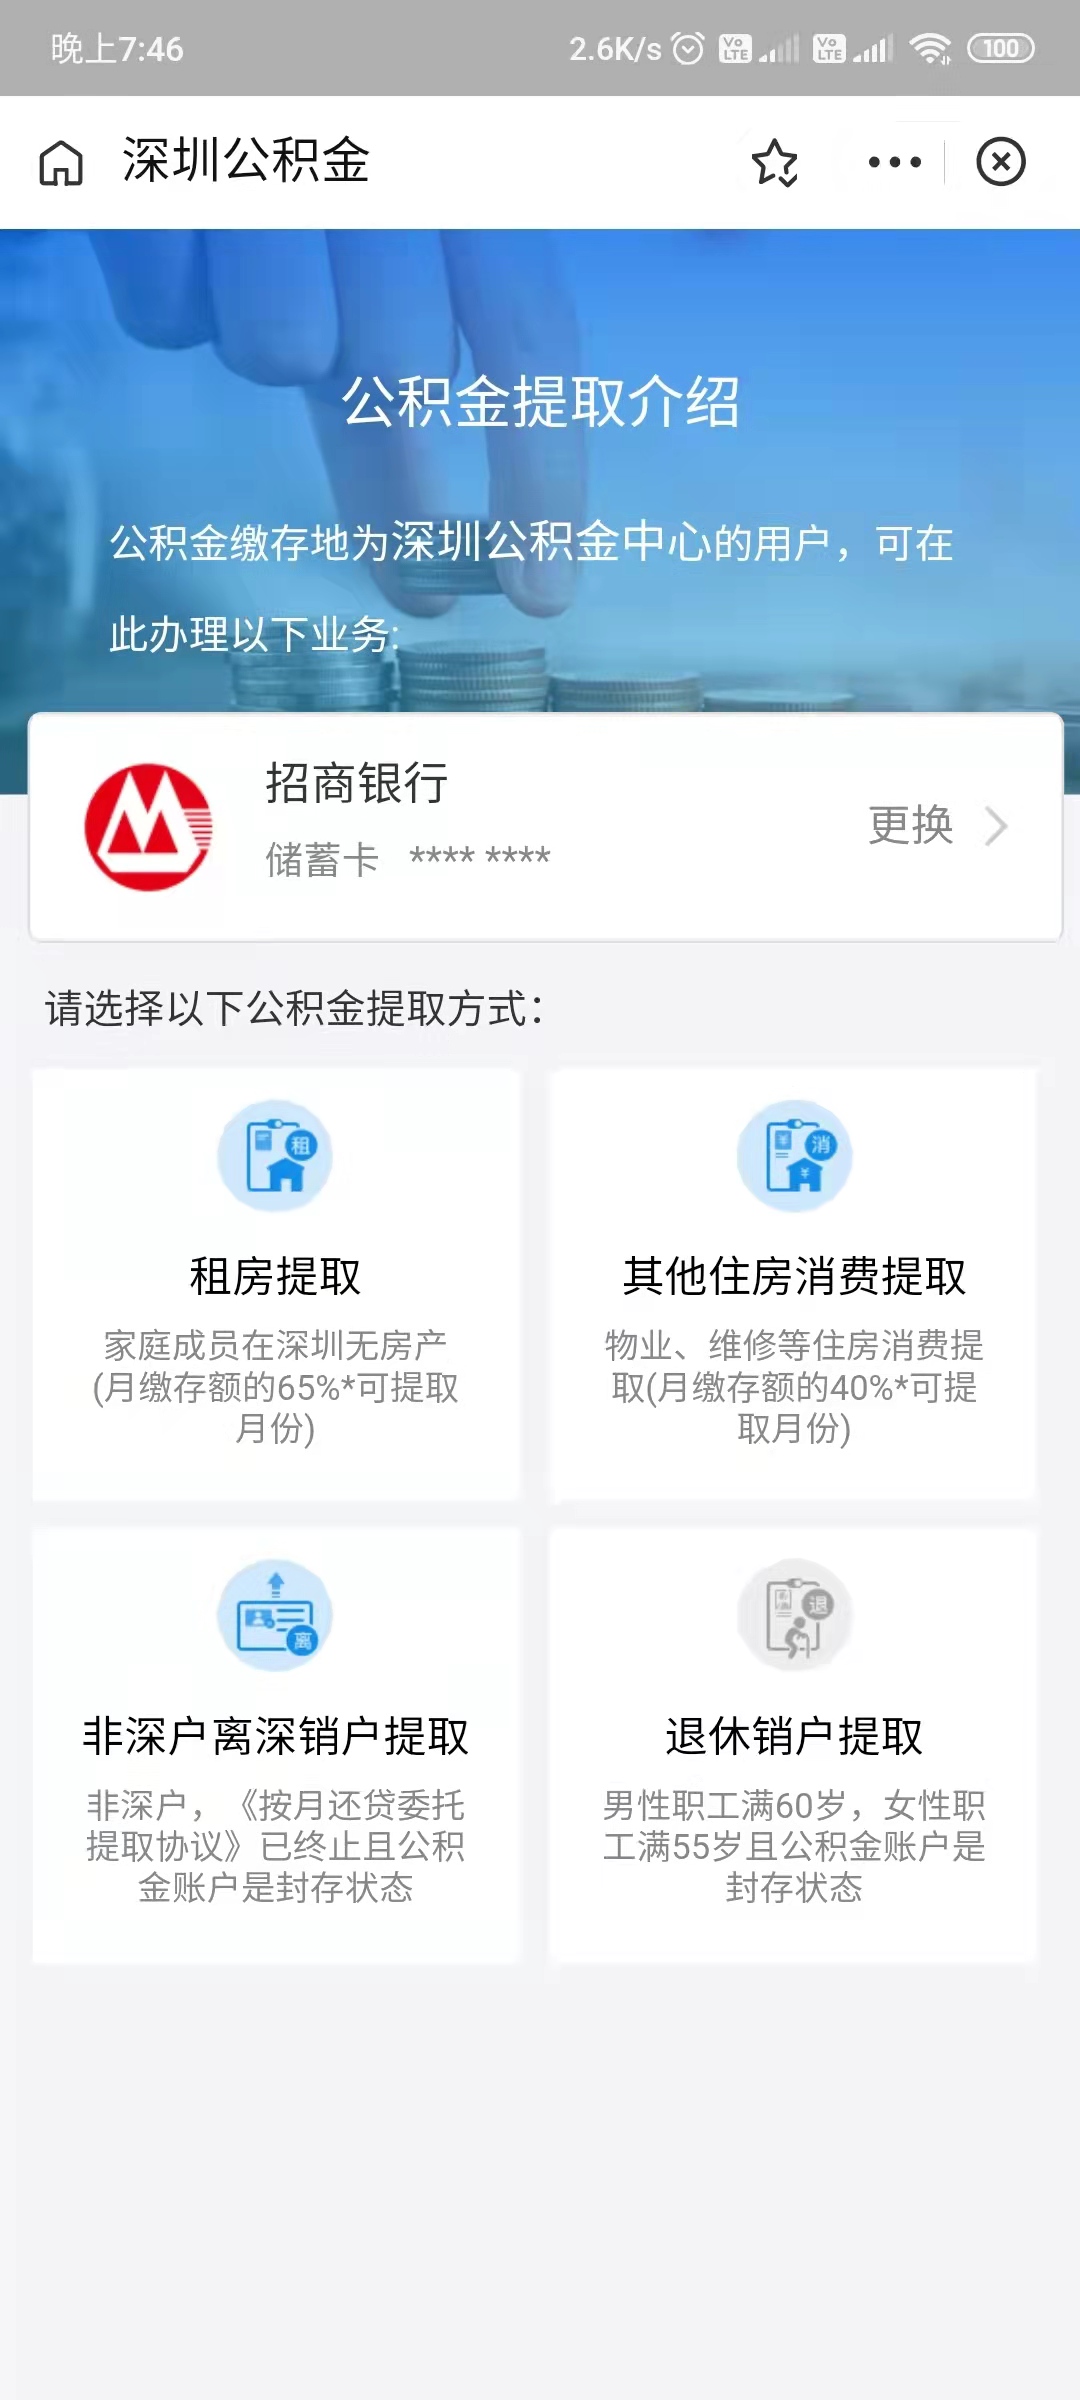 晚上7:46
2.6K/s
Vo LTE
Vo LTE
100
深圳公积金
公积金提取介绍
公积金缴存地为深圳公积金中心的用户，可在
此办理以下业务:
招商银行
储蓄卡 **** ****
更换
请选择以下公积金提取方式：
租
租房提取
家庭成员在深圳无房产
(月缴存额的65%*可提取
月份)
消
其他住房消费提取
物业、维修等住房消费提
取(月缴存额的40%*可提
取月份)
离
非深户离深销户提取
非深户，《按月还贷委托
提取协议》已终止且公积
金账户是封存状态
退
退休销户提取
男性职工满60岁，女性职
工满55岁且公积金账户是
封存状态